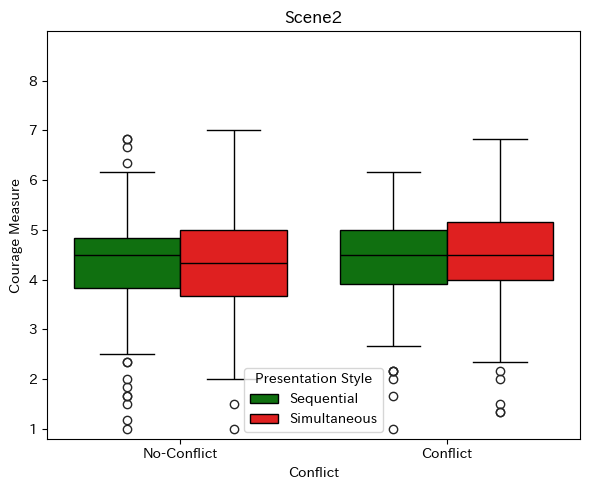 Scene2
8
7
6
5
4
3
2
1
Courage Measure
Presentation Style
Sequential
Simultaneous
No-Conflict
Conflict
Conflict